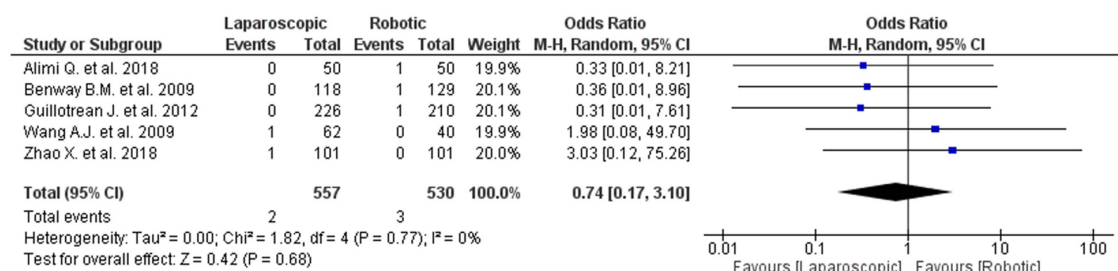 Laparoscopic Robotic Odds Ratio Odds Ratio
Study or Subgroup Events Total Events Total Weight M-H, Random, 95% CI M-H, Random, 95% CI
Alimi Q. et al. 2018 0 50 1 50 19.9% 0.33 [0.01, 8.21]
Benway B.M. et al. 2009 0 118 1 129 20.1% 0.36 [0.01, 8.96]
Guillotrean J. et al. 2012 0 226 1 210 20.1% 0.31 [0.01, 7.61]
Wang A.J. et al. 2009 1 62 0 40 19.9% 1.98 [0.08, 49.70]
Zhao X. et al. 2018 1 101 0 101 20.0% 3.03 [0.12, 75.26]
Total (95% CI) 557 530 100.0% 0.74 [0.17, 3.10]
Total events 2 3
Heterogeneity: Tau² = 0.00; Chi² = 1.82, df = 4 (P = 0.77); I² = 0%
Test for overall effect: Z = 0.42 (P = 0.68)
0.01 0.1 1 10 100
Favours [Laparoscopic] Favours [Robotic]